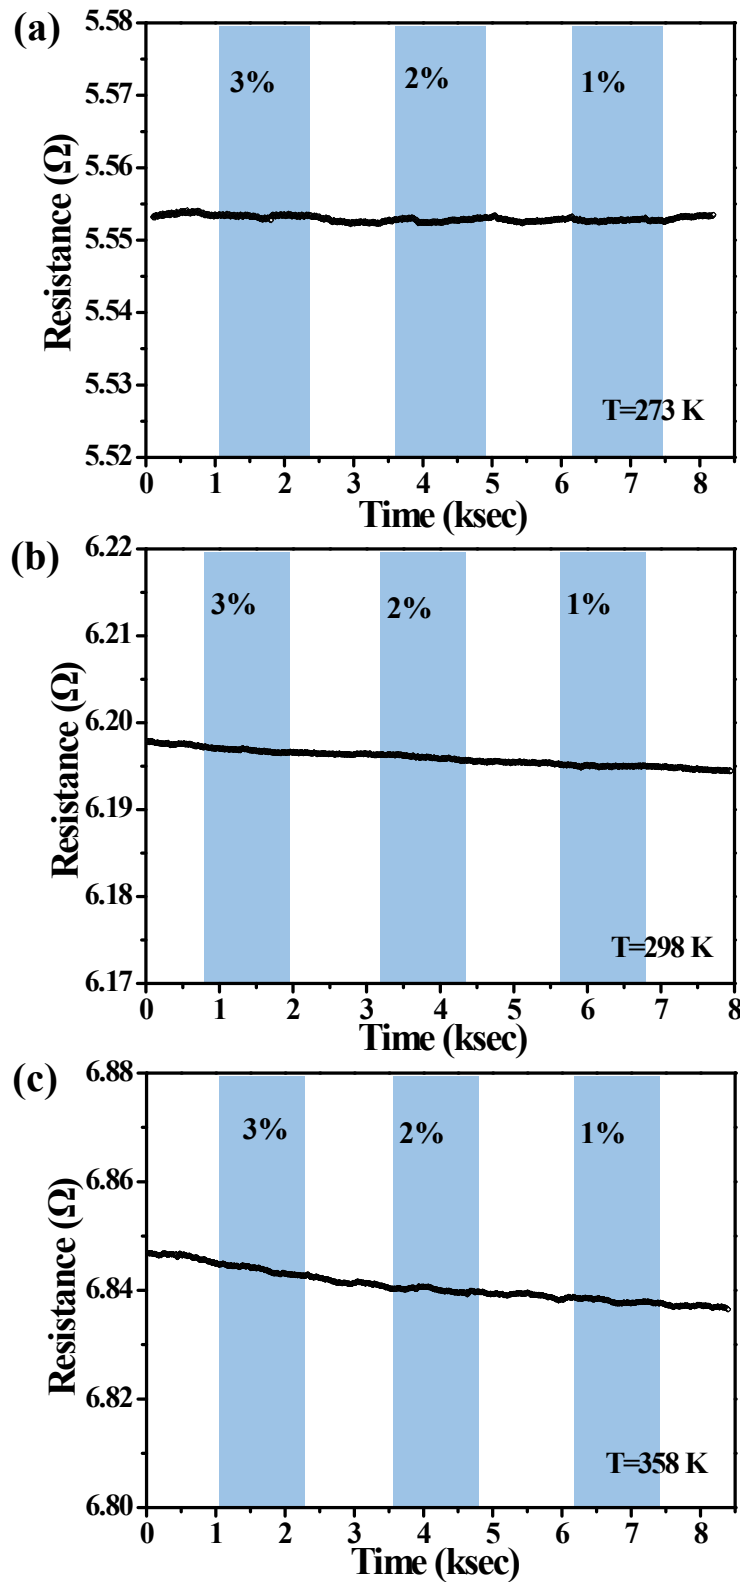 (a)
5.58
5.57
5.56
5.55
5.54
5.53
5.52
Resistance (Ω)
3%
2%
1%
T=273 K
0 1 2 3 4 5 6 7 8
Time (ksec)
(b)
6.22
6.21
6.20
6.19
6.18
6.17
Resistance (Ω)
3%
2%
1%
T=298 K
0 1 2 3 4 5 6 7 8
Time (ksec)
(c)
6.88
6.86
6.84
6.82
6.80
Resistance (Ω)
3%
2%
1%
T=358 K
0 1 2 3 4 5 6 7 8
Time (ksec)